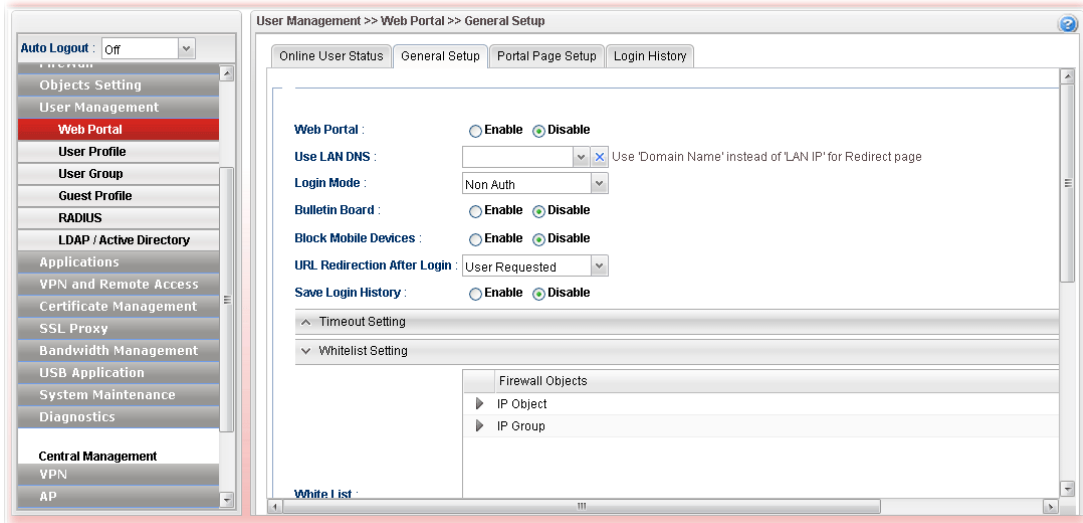 User Management >> Web Portal >> General Setup
Auto Logout : Off
Firewall
Objects Setting
User Management
Web Portal
User Profile
User Group
Guest Profile
RADIUS
LDAP / Active Directory
Applications
VPN and Remote Access
Certificate Management
SSL Proxy
Bandwidth Management
USB Application
System Maintenance
Diagnostics
Central Management
VPN
AP
Online User Status General Setup Portal Page Setup Login History
Web Portal : Enable Disable
Use LAN DNS : Use 'Domain Name' instead of 'LAN IP' for Redirect page
Login Mode : Non Auth
Bulletin Board : Enable Disable
Block Mobile Devices : Enable Disable
URL Redirection After Login : User Requested
Save Login History : Enable Disable
Timeout Setting
Whitelist Setting
Firewall Objects
IP Object
IP Group
White List :